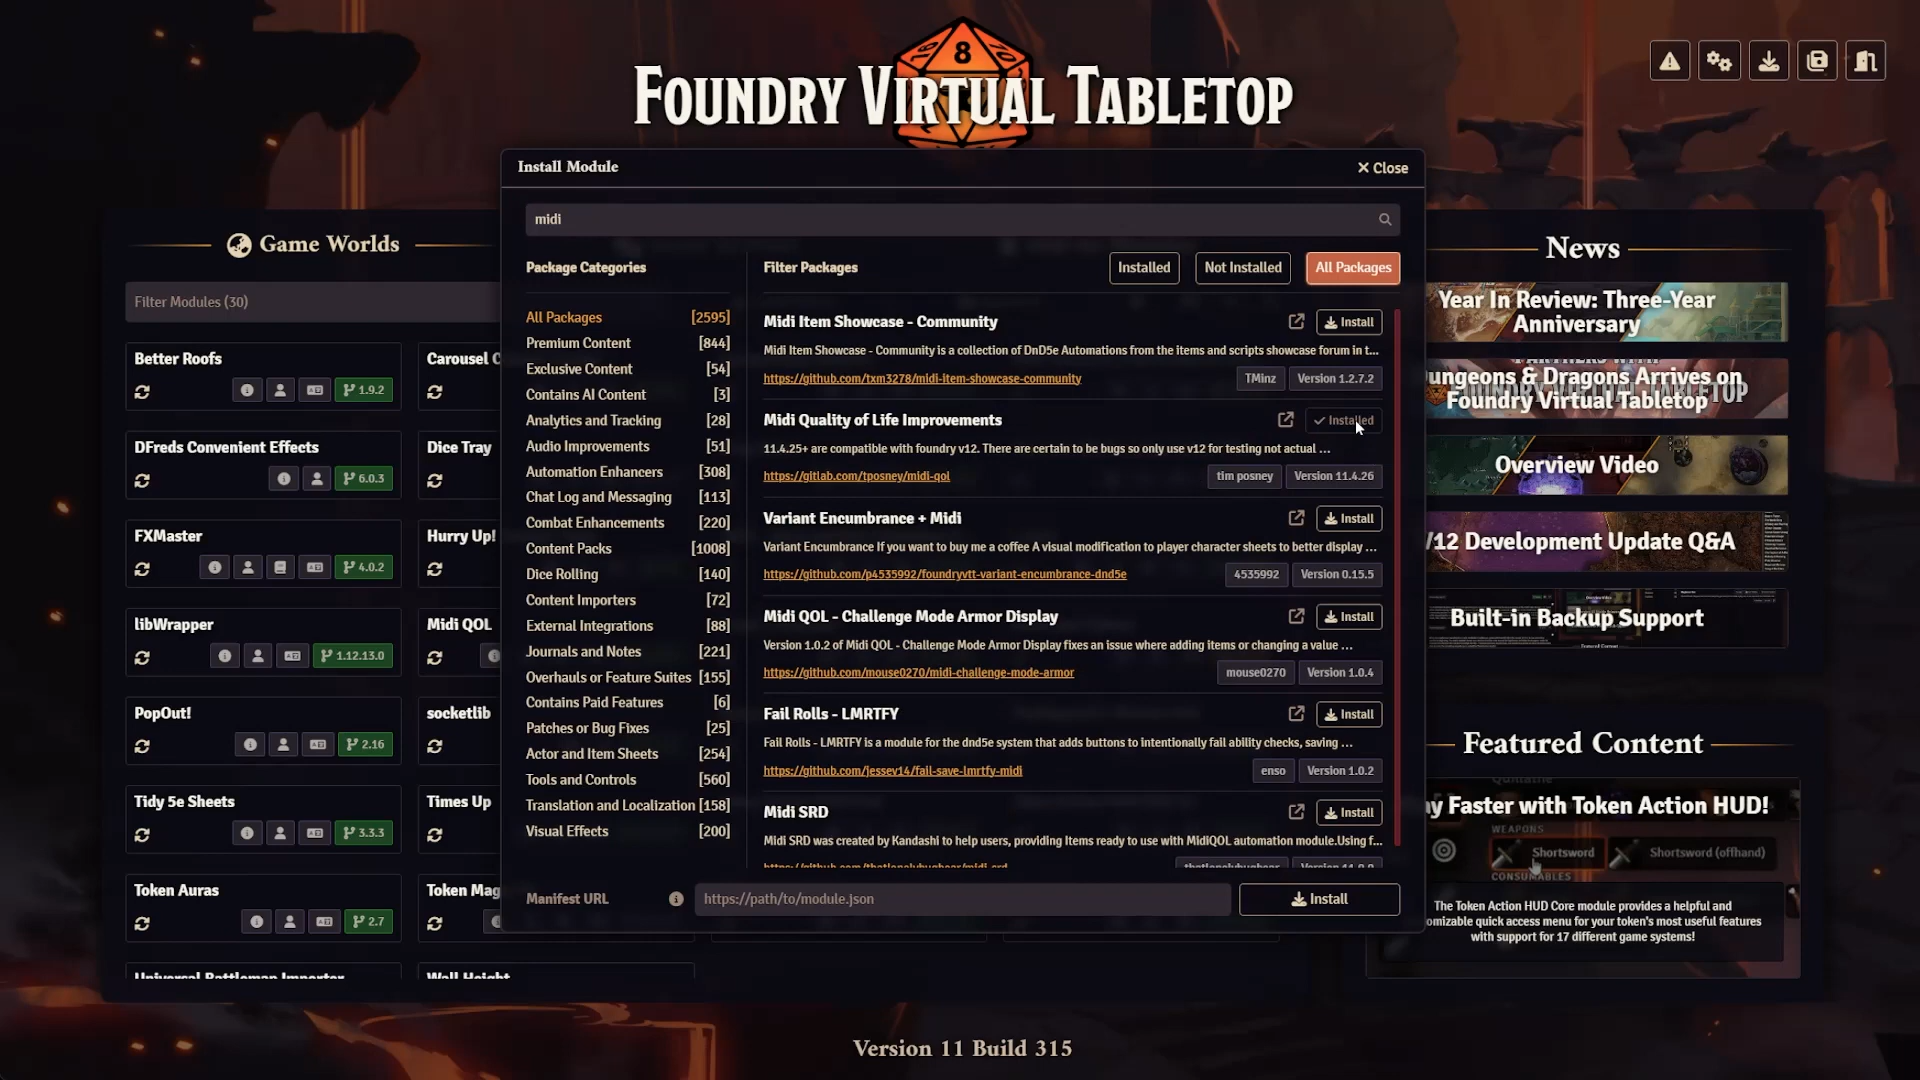 8
Foundry Virtual Tabletop
Install Module
Close
midi
Package Categories
All Packages [2595]
Premium Content [844]
Exclusive Content [54]
Contains AI Content [3]
Analytics and Tracking [28]
Audio Improvements [51]
Automation Enhancers [308]
Chat Log and Messaging [113]
Combat Enhancements [220]
Content Packs [1008]
Dice Rolling [140]
Content Importers [72]
External Integrations [88]
Journals and Notes [221]
Overhauls or Feature Suites [155]
Contains Paid Features [6]
Patches or Bug Fixes [25]
Actor and Item Sheets [254]
Tools and Controls [560]
Translation and Localization [158]
Visual Effects [200]
Filter Packages
Installed
Not Installed
All Packages
Midi Item Showcase - Community
Install
Midi Item Showcase - Community is a collection of DnD5e Automations from the items and scripts showcase forum in t...
https://github.com/txm3278/midi-item-showcase-community
TMinz
Version 1.2.7.2
Midi Quality of Life Improvements
Installed
11.4.25+ are compatible with foundry v12. There are certain to be bugs so only use v12 for testing not actual ...
https://gitlab.com/tposney/midi-qol
tim posney
Version 11.4.26
Variant Encumbrance + Midi
Install
Variant Encumbrance If you want to buy me a coffee A visual modification to player character sheets to better display ...
https://github.com/p4535992/foundryvtt-variant-encumbrance-dnd5e
4535992
Version 0.15.5
Midi QOL - Challenge Mode Armor Display
Install
Version 1.0.2 of Midi QOL - Challenge Mode Armor Display fixes an issue where adding items or changing a value ...
https://github.com/mouse0270/midi-challenge-mode-armor
mouse0270
Version 1.0.4
Fail Rolls - LMRTFY
Install
Fail Rolls - LMRTFY is a module for the dnd5e system that adds buttons to intentionally fail ability checks, saving ...
https://github.com/jessev14/fail-save-lmrtfy-midi
enso
Version 1.0.2
Midi SRD
Install
Midi SRD was created by Kandashi to help users, providing Items ready to use with MidiQOL automation module.Using f...
Manifest URL
https://path/to/module.json
Install
Game Worlds
Filter Modules (30)
Better Roofs
1.9.2
Carousel C
DFreds Convenient Effects
6.0.3
Dice Tray
FXMaster
4.0.2
Hurry Up!
libWrapper
1.12.13.0
Midi QOL
PopOut!
2.16
socketlib
Tidy 5e Sheets
3.3.3
Times Up
Token Auras
2.7
Token Mag
Universal Battlemap Importer
Wall Height
News
Year In Review: Three-Year
Anniversary
ungeons & Dragons Arrives on
Foundry Virtual Tabletop
Overview Video
/12 Development Update Q&A
Built-in Backup Support
Featured Content
ay Faster with Token Action HUD!
WEAPONS
Shortsword
Shortsword (offhand)
CONSUMABLES
The Token Action HUD Core module provides a helpful and
omizable quick access menu for your token's most useful features
with support for 17 different game systems!
Version 11 Build 315